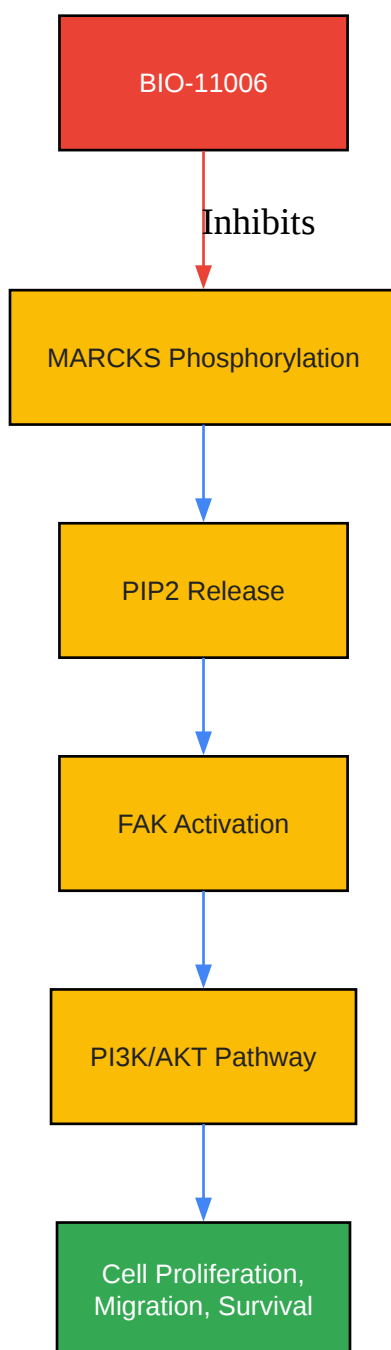 BIO-11006
Inhibits
MARCKS Phosphorylation
PIP2 Release
FAK Activation
PI3K/AKT Pathway
Cell Proliferation,
Migration, Survival